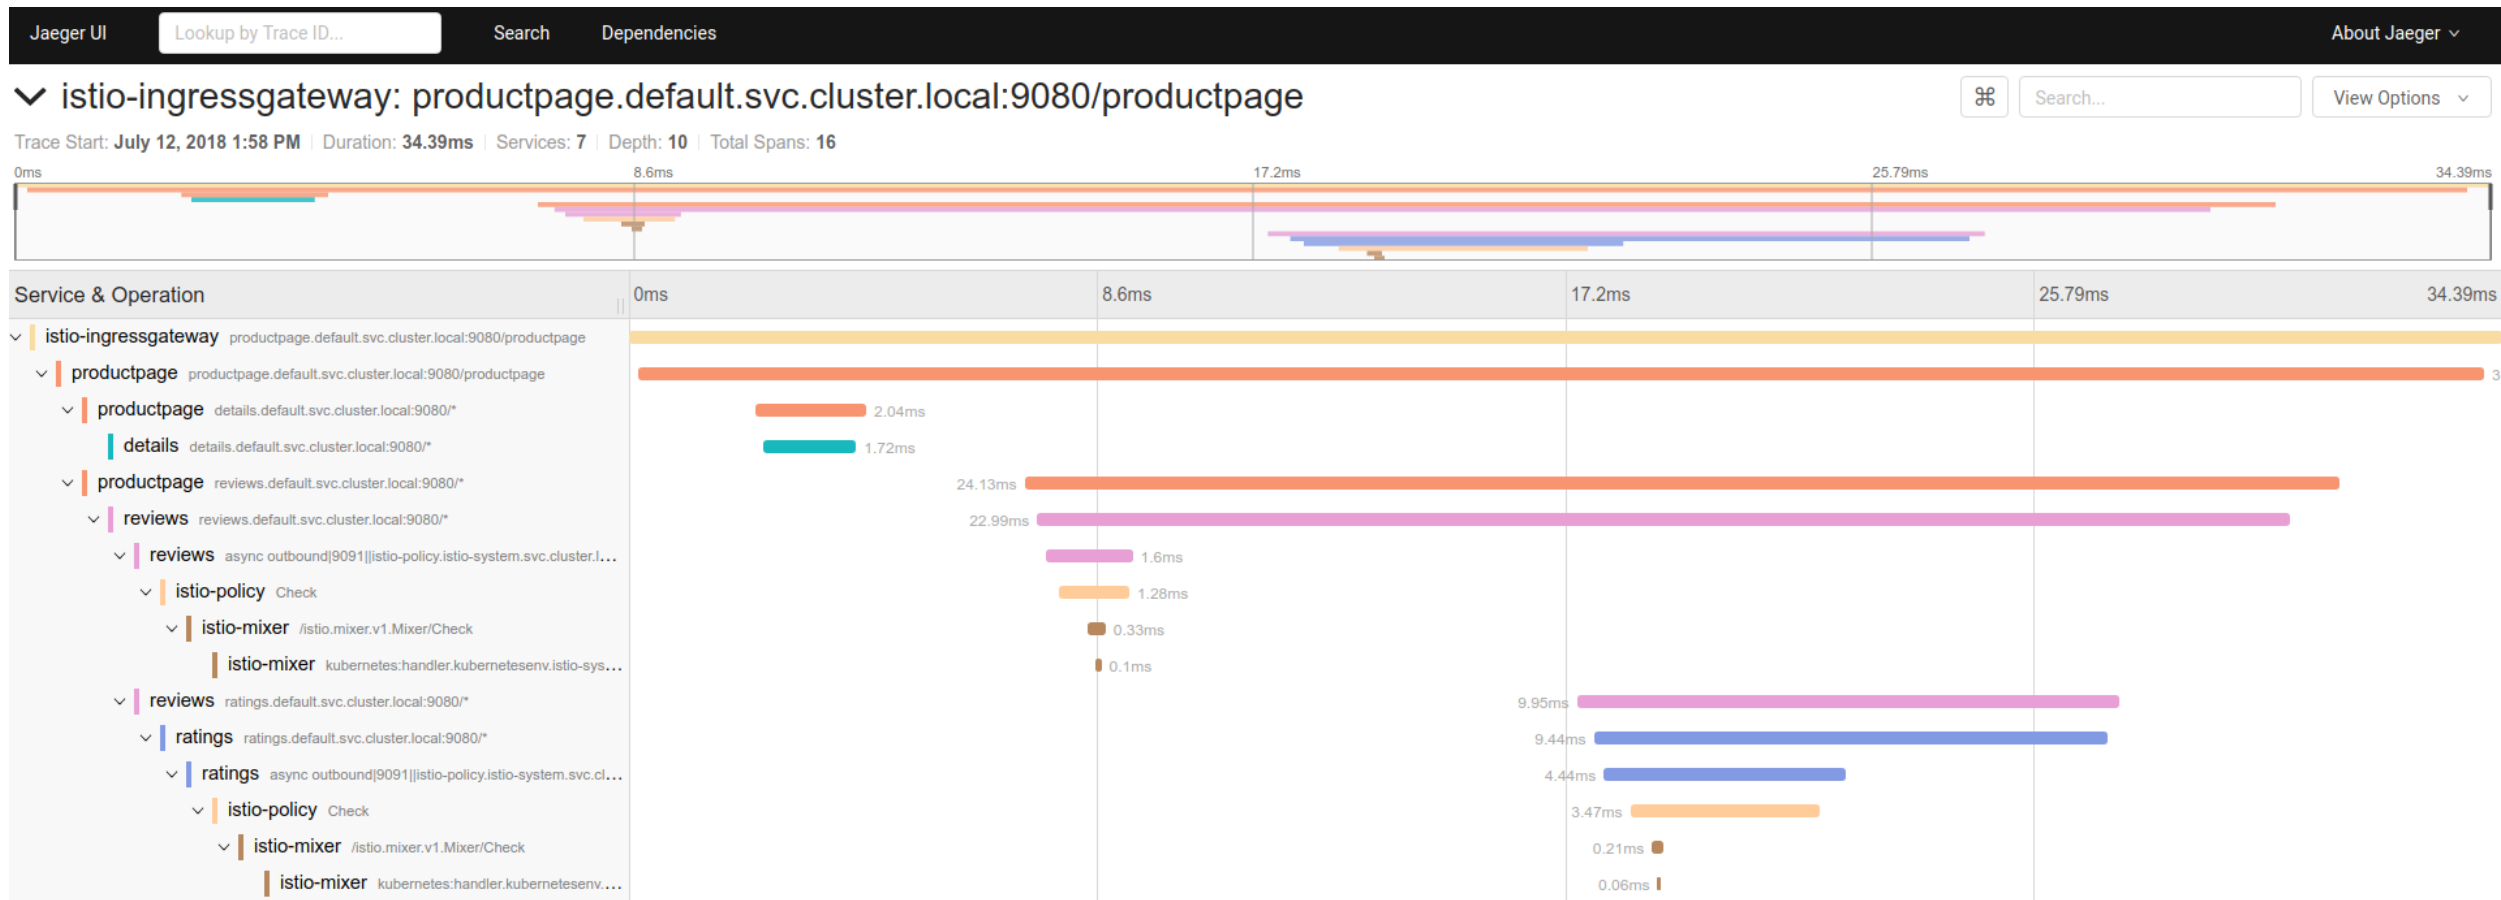 Jaeger UI Lookup by Trace ID... Search Dependencies About Jaeger
istio-ingressgateway: productpage.default.svc.cluster.local:9080/productpage ⌘ Search... View Options
Trace Start: July 12, 2018 1:58 PM Duration: 34.39ms Services: 7 Depth: 10 Total Spans: 16
0ms 8.6ms 17.2ms 25.79ms 34.39ms
Service & Operation 0ms 8.6ms 17.2ms 25.79ms 34.39ms
istio-ingressgateway productpage.default.svc.cluster.local:9080/productpage
productpage productpage.default.svc.cluster.local:9080/productpage 3
productpage details.default.svc.cluster.local:9080/* 2.04ms
details details.default.svc.cluster.local:9080/* 1.72ms
productpage reviews.default.svc.cluster.local:9080/* 24.13ms
reviews reviews.default.svc.cluster.local:9080/* 22.99ms
reviews async outbound|9091||istio-policy.istio-system.svc.cluster.l... 1.6ms
istio-policy Check 1.28ms
istio-mixer /istio.mixer.v1.Mixer/Check 0.33ms
istio-mixer kubernetes:handler.kubernetesenv.istio-sys... 0.1ms
reviews ratings.default.svc.cluster.local:9080/* 9.95ms
ratings ratings.default.svc.cluster.local:9080/* 9.44ms
ratings async outbound|9091||istio-policy.istio-system.svc.cl... 4.44ms
istio-policy Check 3.47ms
istio-mixer /istio.mixer.v1.Mixer/Check 0.21ms
istio-mixer kubernetes:handler.kubernetesenv.... 0.06ms